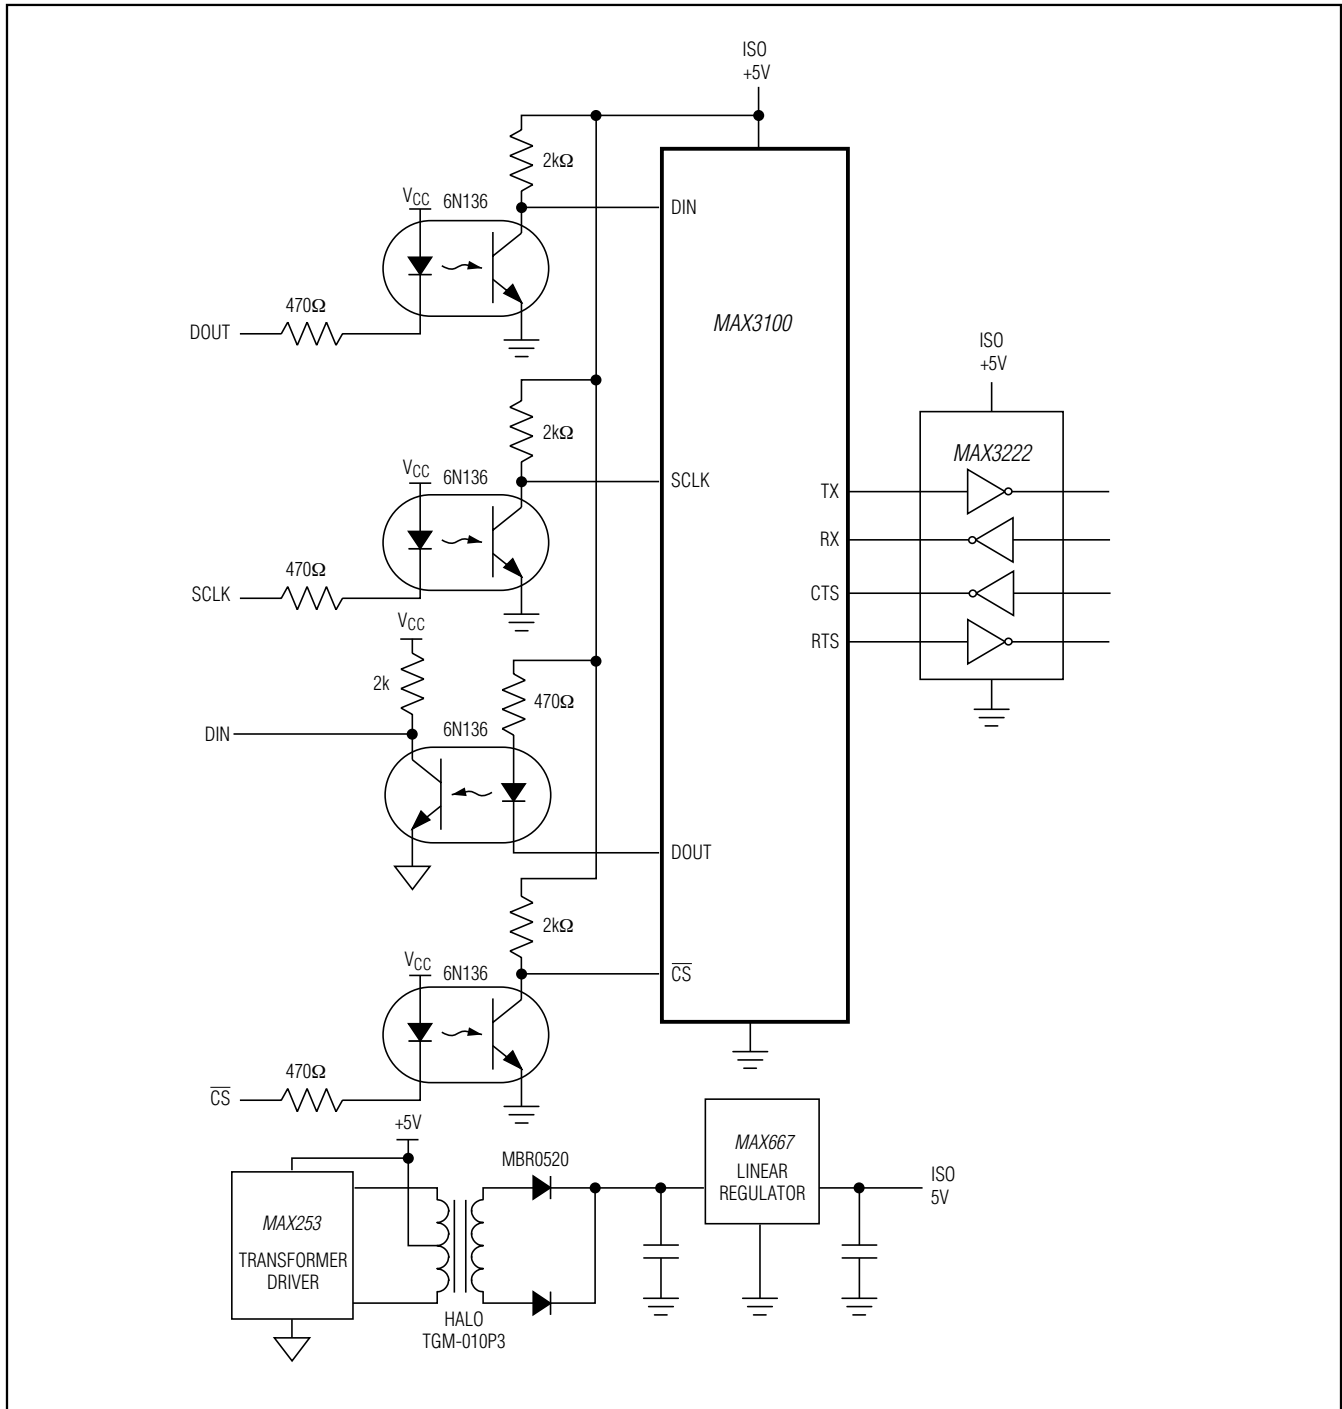 ISO
+5V
2kΩ
VCC
6N136
DIN
470Ω
DOUT
MAX3100
ISO
+5V
2kΩ
VCC
6N136
SCLK
MAX3222
TX
RX
470Ω
SCLK
CTS
VCC
RTS
2k
470Ω
6N136
DIN
DOUT
2kΩ
VCC
6N136
C̅S̅
470Ω
C̅S̅
+5V
MBR0520
MAX667
LINEAR
REGULATOR
ISO
5V
MAX253
TRANSFORMER
DRIVER
HALO
TGM-010P3